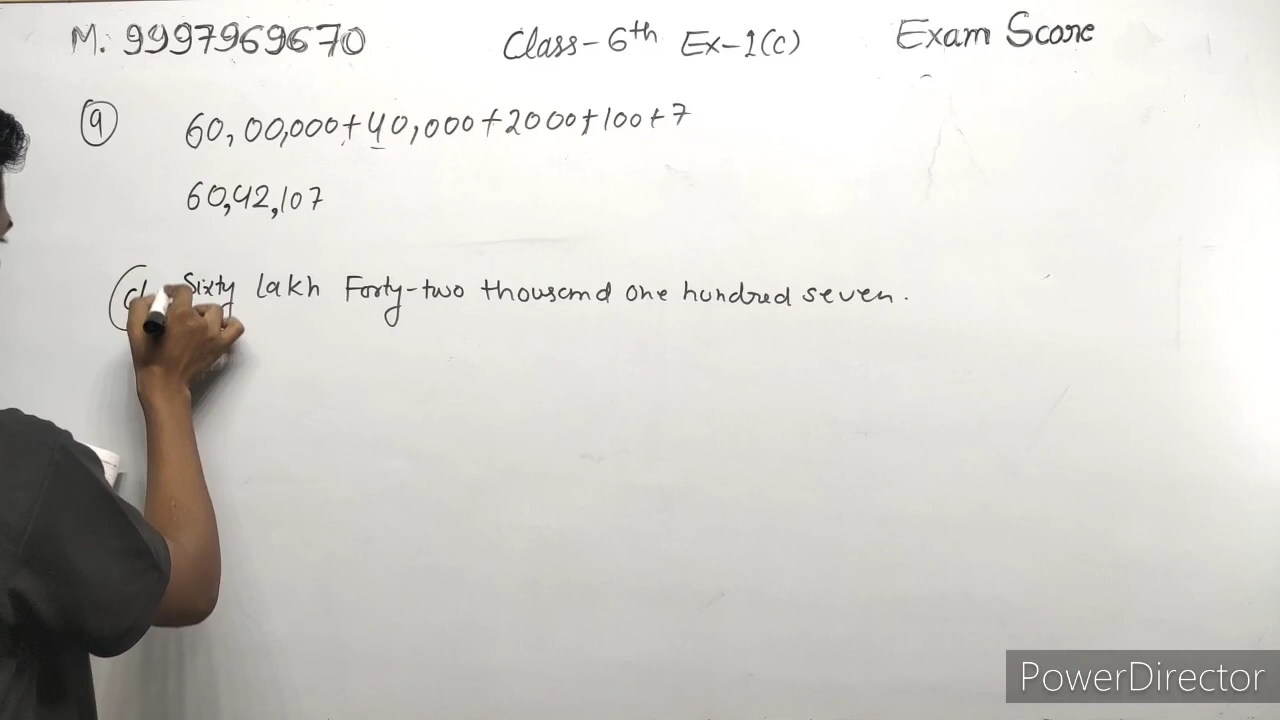 M. 9997969670 Class-6th Ex-1(c) Exam Score
9 60,00,000+40,000+2000+100+7
60,42,107
Sixty lakh Forty-two thousand one hundred seven.
PowerDirector